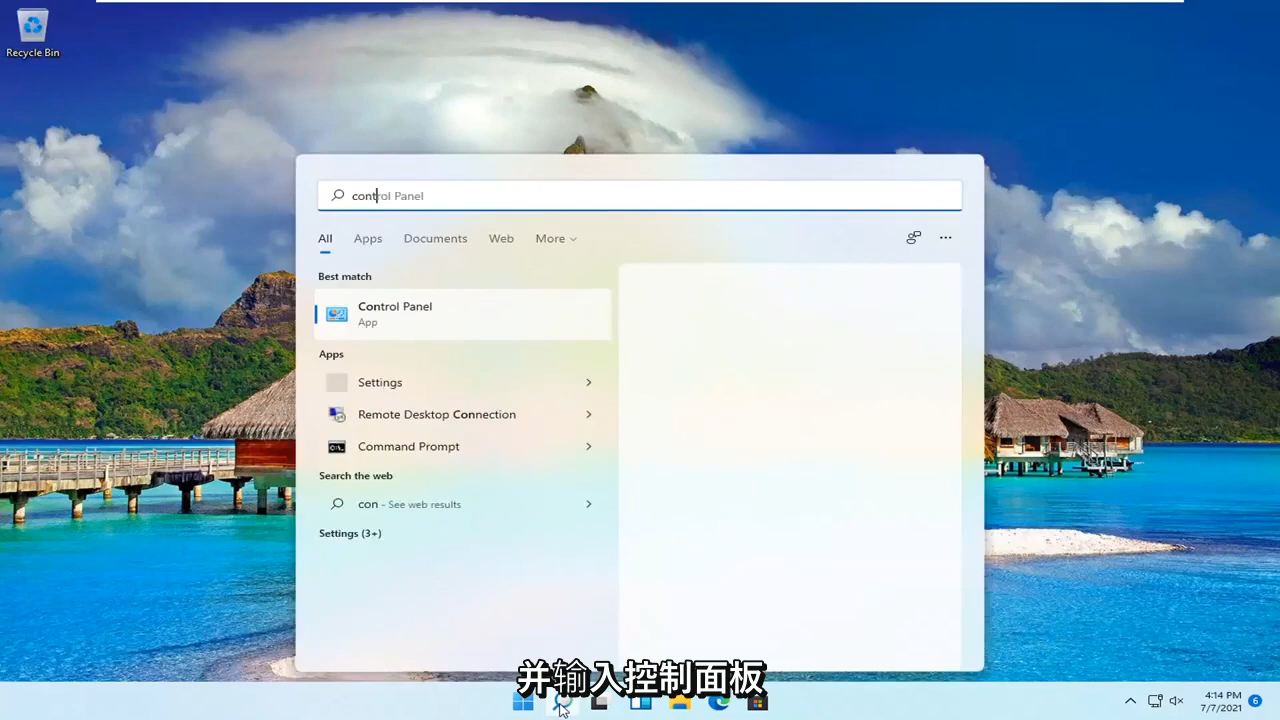 Recycle Bin
control Panel
All Apps Documents Web More
Best match
Control Panel
App
Apps
Settings
Remote Desktop Connection
Command Prompt
Search the web
con - See web results
Settings (3+)
并输入控制面板
4:14 PM
7/7/2021
6